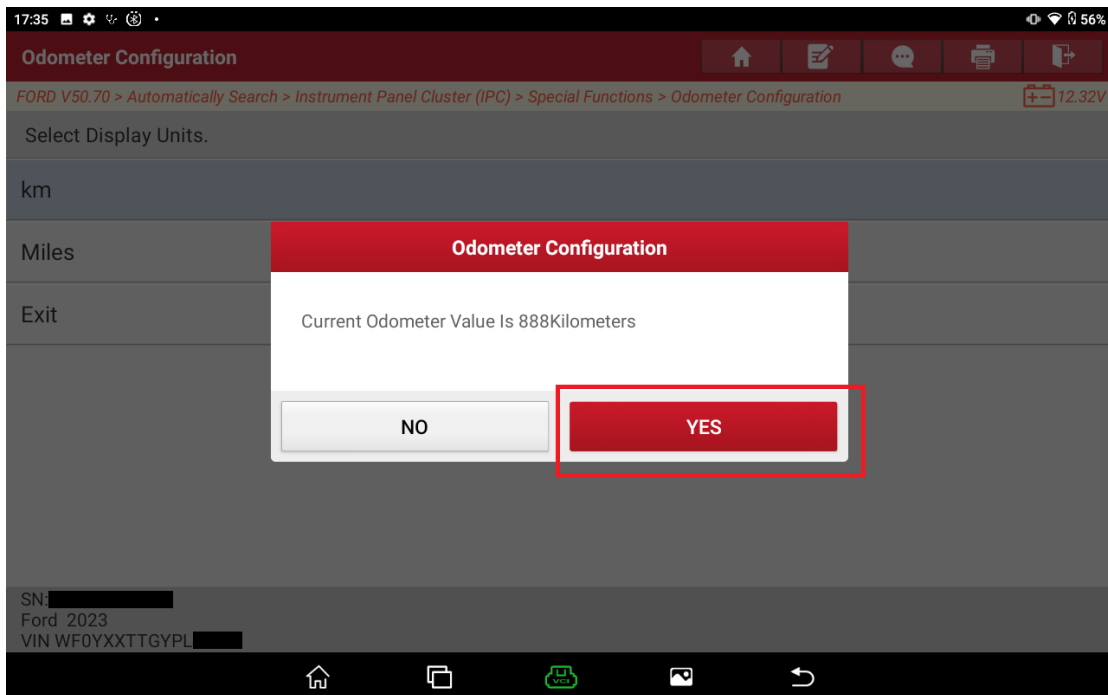 17:35
56%
Odometer Configuration
FORD V50.70 > Automatically Search > Instrument Panel Cluster (IPC) > Special Functions > Odometer Configuration
12.32V
Select Display Units.
km
Miles
Exit
Odometer Configuration
Current Odometer Value Is 888Kilometers
NO
YES
SN:
Ford 2023
VIN WF0YXXTTGYPL
VCI